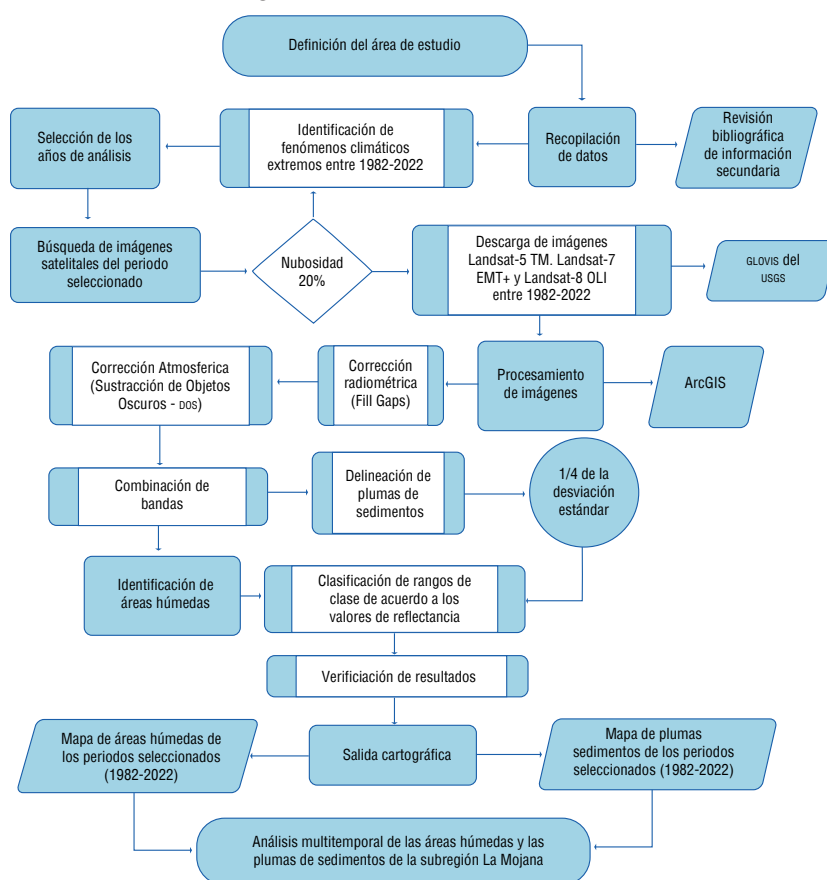 Definición del área de estudio
Selección de los
años de análisis
Identificación de
fenómenos climáticos
extremos entre 1982-2022
Recopilación
de datos
Revisión
bibliográfica
de información
secundaria
Búsqueda de imágenes
satelitales del periodo
seleccionado
Nubosidad
20%
Descarga de imágenes
Landsat-5 TM. Landsat-7
EMT+ y Landsat-8 OLI
entre 1982-2022
GLOVIS del
USGS
Corrección Atmosferica
(Sustracción de Objetos
Oscuros - DOS)
Corrección
radiométrica
(Fill Gaps)
Procesamiento
de imágenes
ArcGIS
Combinación de
bandas
Delineación de
plumas de
sedimentos
1/4 de la
desviación
estándar
Identificación de
áreas húmedas
Clasificación de rangos de
clase de acuerdo a los
valores de reflectancia
Verificiación de resultados
Mapa de áreas húmedas de
los periodos seleccionados
(1982-2022)
Salida cartográfica
Mapa de plumas
sedimentos de los periodos
seleccionados (1982-2022)
Análisis multitemporal de las áreas húmedas y las
plumas de sedimentos de la subregión La Mojana